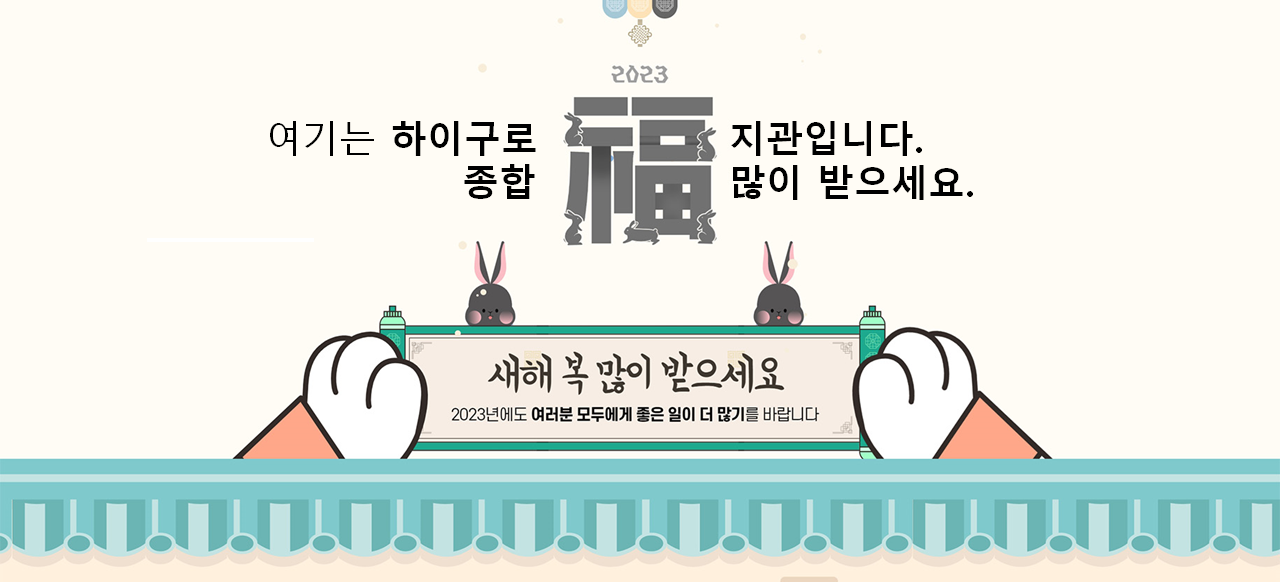 2023
여기는 하이구로
종합
福
지관입니다.
많이 받으세요.
새해 복 많이 받으세요
2023년에도 여러분 모두에게 좋은 일이 더 많기를 바랍니다